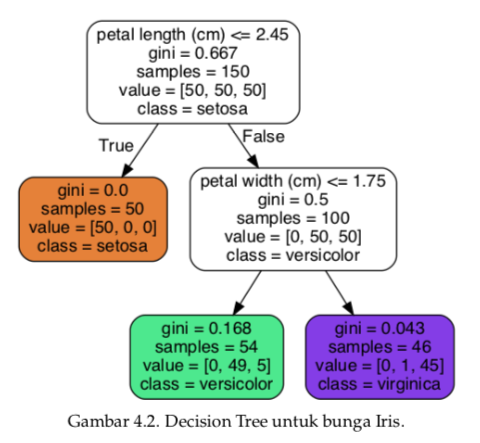 petal length (cm) <= 2.45
gini = 0.667
samples = 150
value = [50, 50, 50]
class = setosa
True
False
gini = 0.0
samples = 50
value = [50, 0, 0]
class = setosa
petal width (cm) <= 1.75
gini = 0.5
samples = 100
value = [0, 50, 50]
class = versicolor
gini = 0.168
samples = 54
value = [0, 49, 5]
class = versicolor
gini = 0.043
samples = 46
value = [0, 1, 45]
class = virginica
Gambar 4.2. Decision Tree untuk bunga Iris.